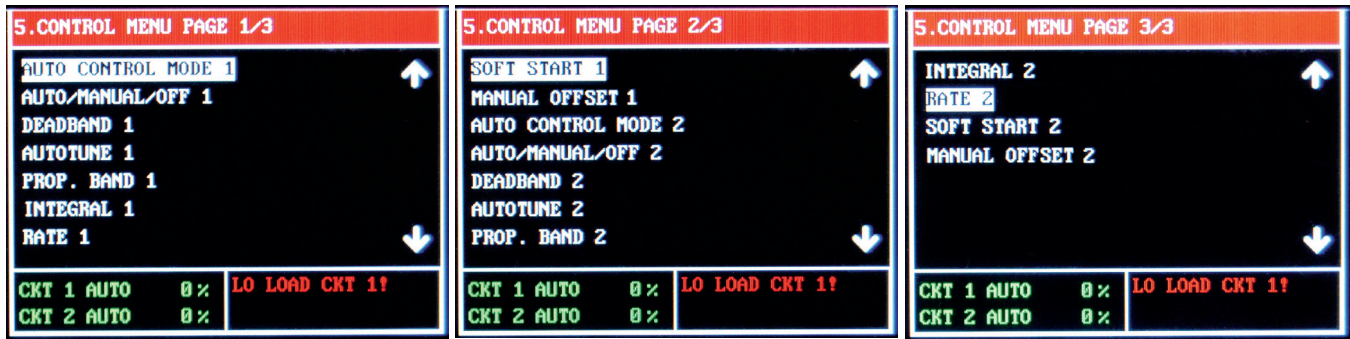 5.CONTROL MENU PAGE 1/3
AUTO CONTROL MODE 1
AUTO/MANUAL/OFF 1
DEADBAND 1
AUTOTUNE 1
PROP. BAND 1
INTEGRAL 1
RATE 1
CKT 1 AUTO 0%
CKT 2 AUTO 0%
LO LOAD CKT 1!
5.CONTROL MENU PAGE 2/3
SOFT START 1
MANUAL OFFSET 1
AUTO CONTROL MODE 2
AUTO/MANUAL/OFF 2
DEADBAND 2
AUTOTUNE 2
PROP. BAND 2
CKT 1 AUTO 0%
CKT 2 AUTO 0%
LO LOAD CKT 1!
5.CONTROL MENU PAGE 3/3
INTEGRAL 2
RATE 2
SOFT START 2
MANUAL OFFSET 2
CKT 1 AUTO 0%
CKT 2 AUTO 0%
LO LOAD CKT 1!